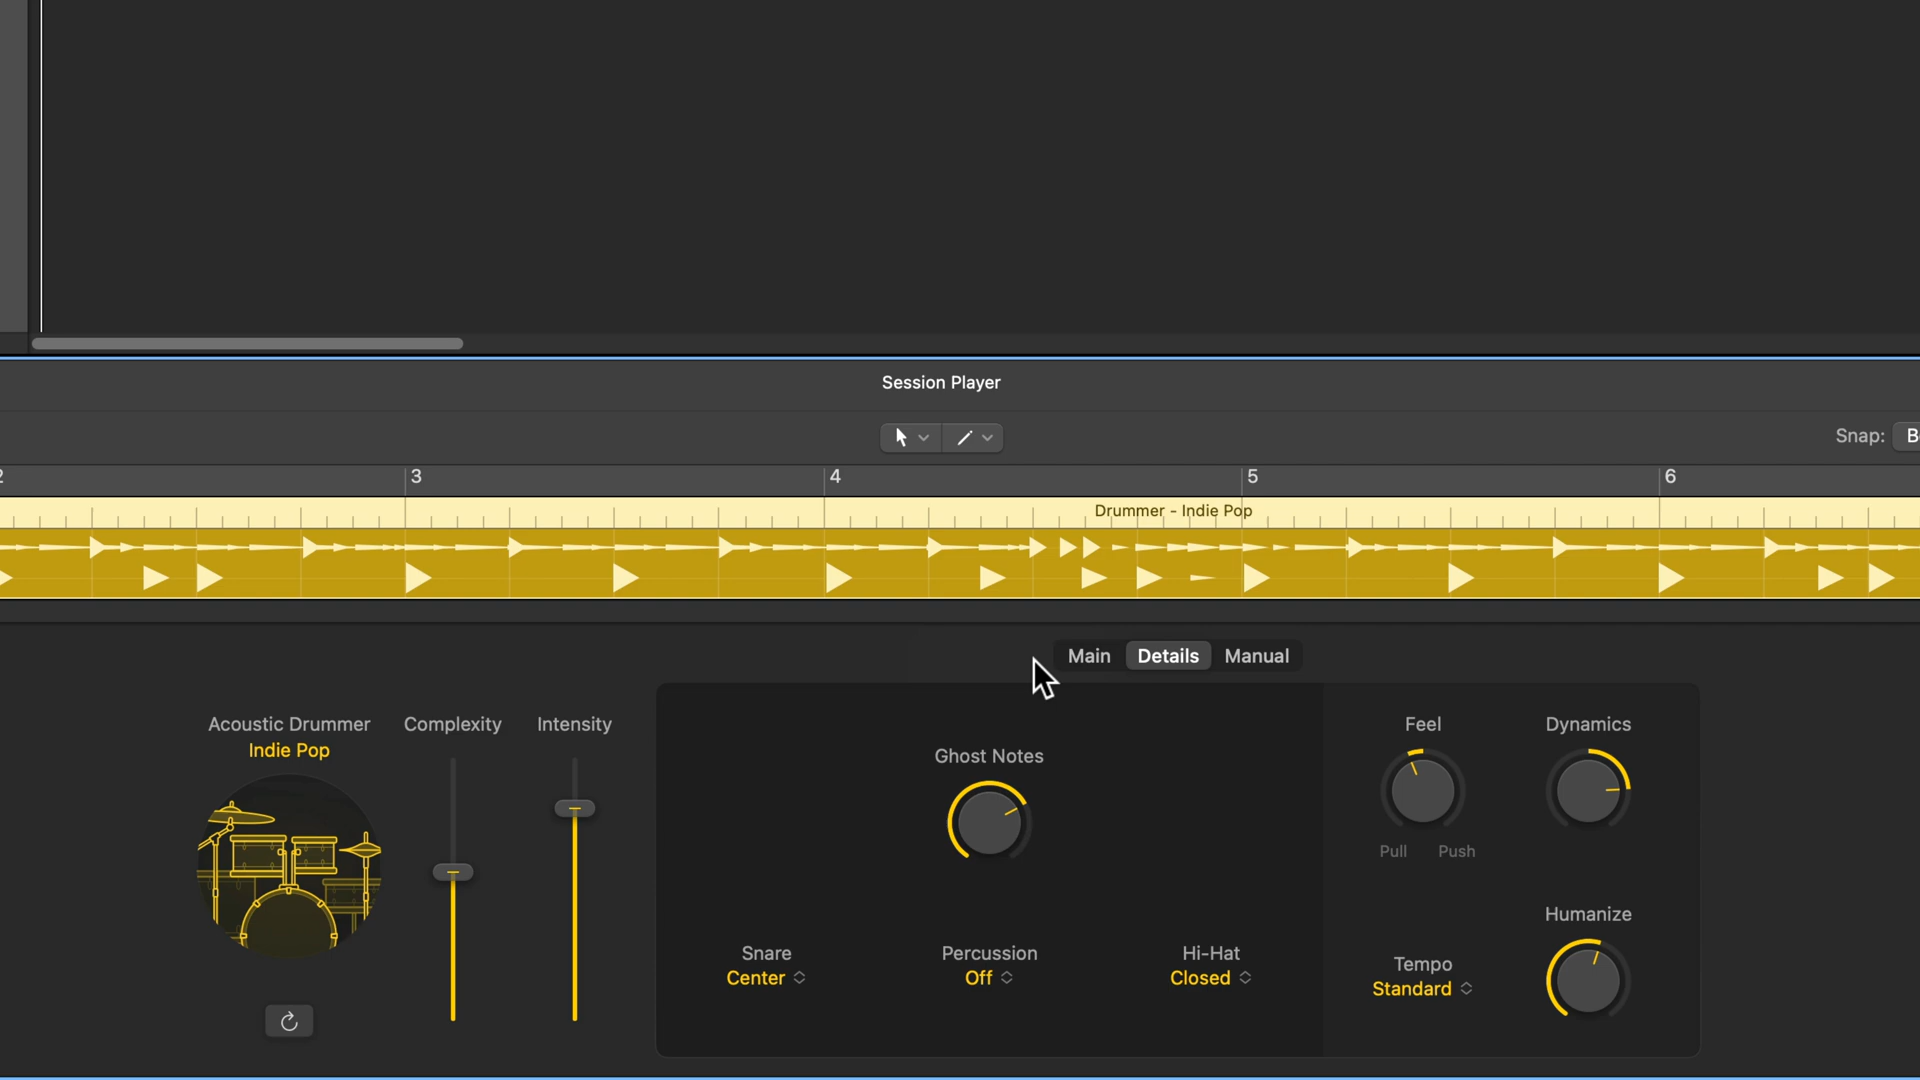 Session Player
Snap:
2 3 4 5 6
Drummer - Indie Pop
Main Details Manual
Acoustic Drummer
Indie Pop
Complexity
Intensity
Ghost Notes
Feel
Dynamics
Pull Push
Humanize
Snare
Center
Percussion
Off
Hi-Hat
Closed
Tempo
Standard